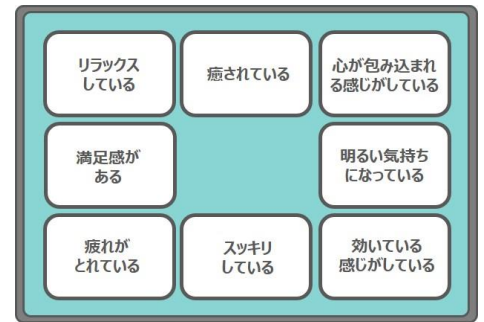 リラックス
している
癒されている
心が包み込まれ
る感じがしている
満足感が
ある
明るい気持ち
になっている
疲れが
とれている
スッキリ
している
効いている
感じがしている